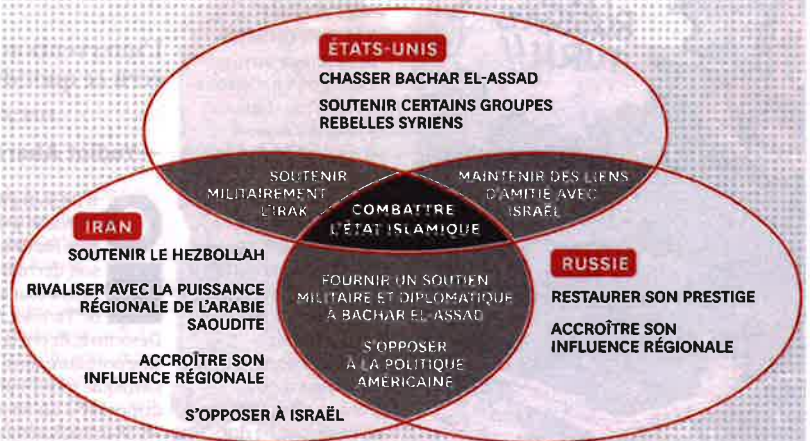 ÉTATS-UNIS
CHASSER BACHAR EL-ASSAD
SOUTENIR CERTAINS GROUPES
REBELLES SYRIENS
SOUTENIR
MILITAIREMENT
L'IRAK
MAINTENIR DES LIENS
D'AMITIÉ AVEC
ISRAËL
COMBATTRE
L'ÉTAT ISLAMIQUE
IRAN
SOUTENIR LE HEZBOLLAH
RIVALISER AVEC LA PUISSANCE
RÉGIONALE DE L'ARABIE
SAOUDITE
ACCROÎTRE SON
INFLUENCE RÉGIONALE
S'OPPOSER À ISRAËL
FOURNIR UN SOUTIEN
MILITAIRE ET DIPLOMATIQUE
À BACHAR EL-ASSAD
S'OPPOSER
À LA POLITIQUE
AMÉRICAINE
RUSSIE
RESTAURER SON PRESTIGE
ACCROÎTRE SON
INFLUENCE RÉGIONALE